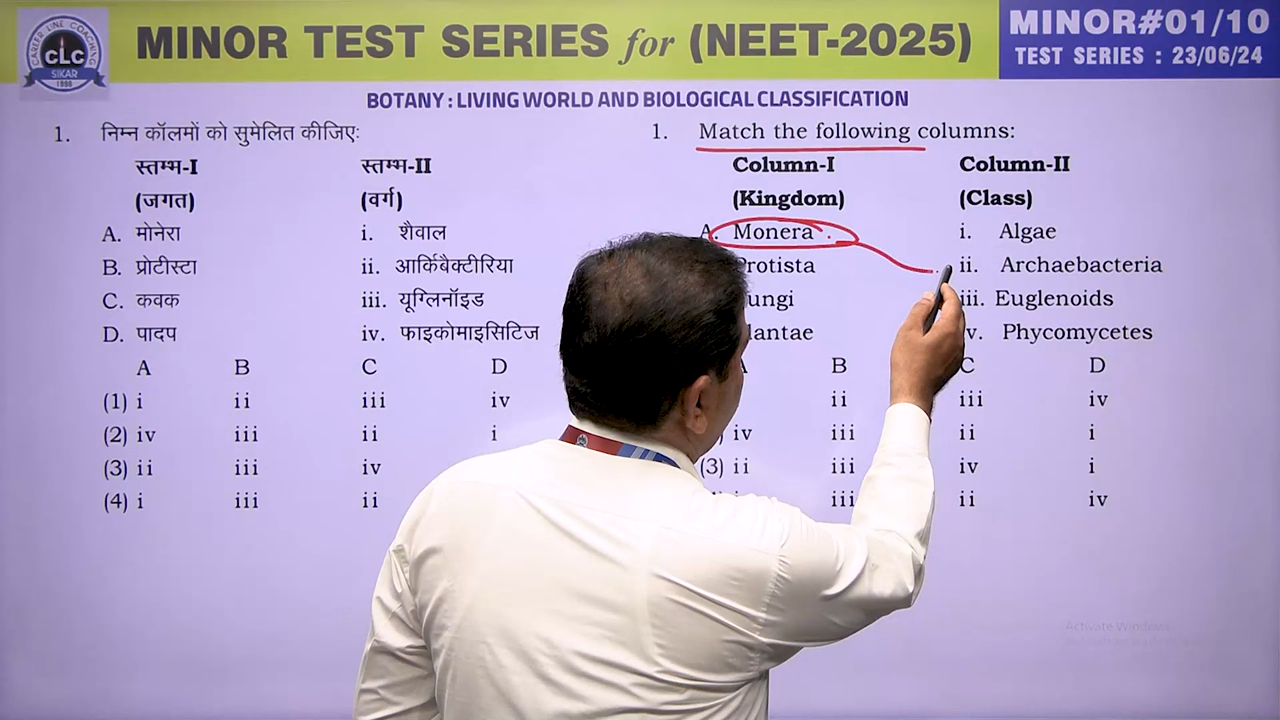 CAREER LINE COACHING
CLC
SIKAR
1996
MINOR TEST SERIES for (NEET-2025)
MINOR#01/10
TEST SERIES : 23/06/24
BOTANY : LIVING WORLD AND BIOLOGICAL CLASSIFICATION
1. निम्न कॉलमों को सुमेलित कीजिएः
स्तम्भ-I स्तम्भ-II
(जगत) (वर्ग)
A. मोनेरा i. शैवाल
B. प्रोटीस्टा ii. आर्किबैक्टीरिया
C. कवक iii. यूग्लिनॉइड
D. पादप iv. फाइकोमाइसिटिज
A B C D
(1) i ii iii iv
(2) iv iii ii i
(3) ii iii iv
(4) i iii ii
1. Match the following columns:
Column-I Column-II
(Kingdom) (Class)
A. Monera i. Algae
Protista ii. Archaebacteria
ungi iii. Euglenoids
lantae v. Phycomycetes
A B C D
ii iii iv
) iv iii ii i
(3) ii iii iv i
iii ii iv
Activate Windows